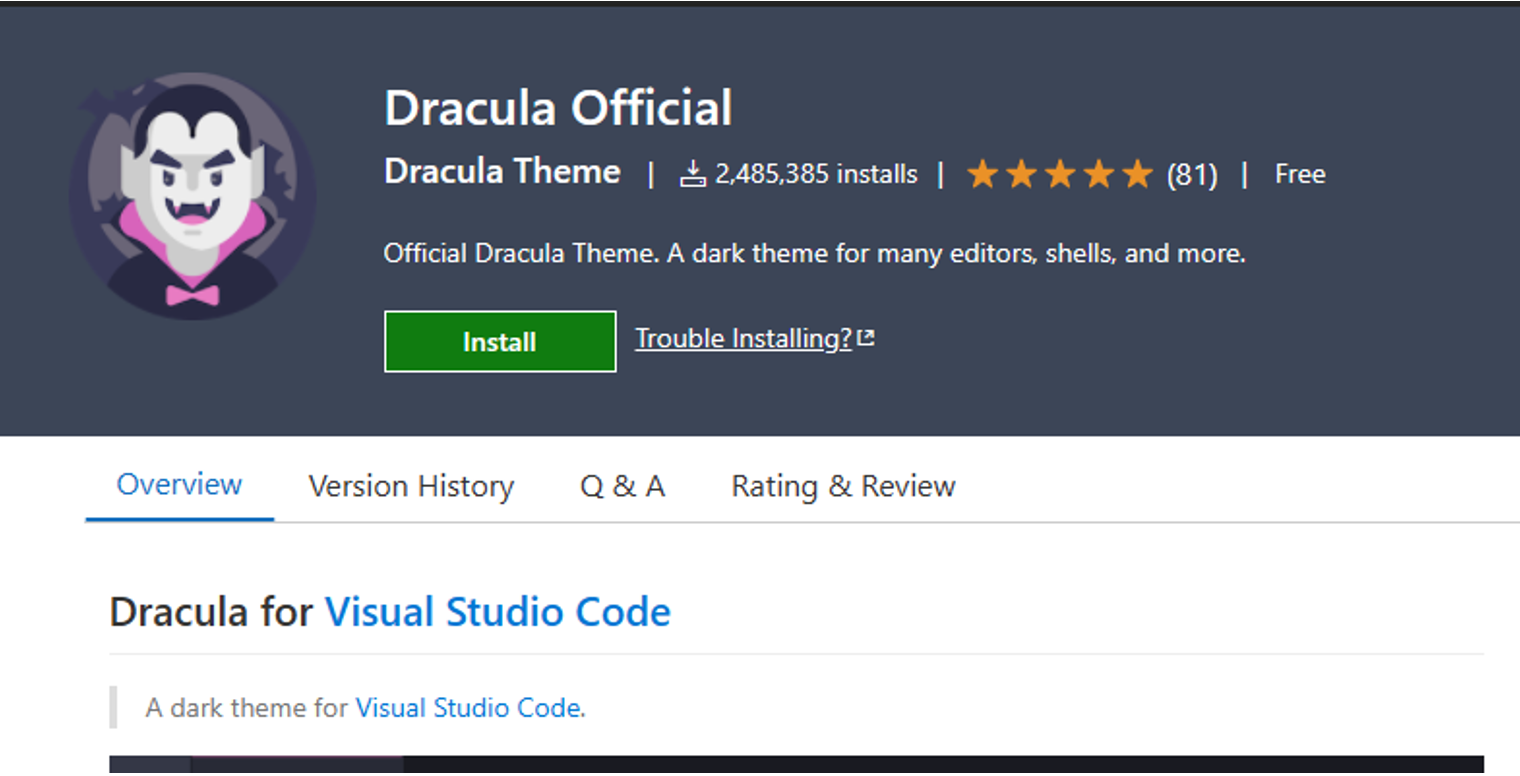 Dracula Official
Dracula Theme | 2,485,385 installs | ★★★★★ (81) | Free
Official Dracula Theme. A dark theme for many editors, shells, and more.
Install Trouble Installing?
Overview Version History Q & A Rating & Review
Dracula for Visual Studio Code
A dark theme for Visual Studio Code.